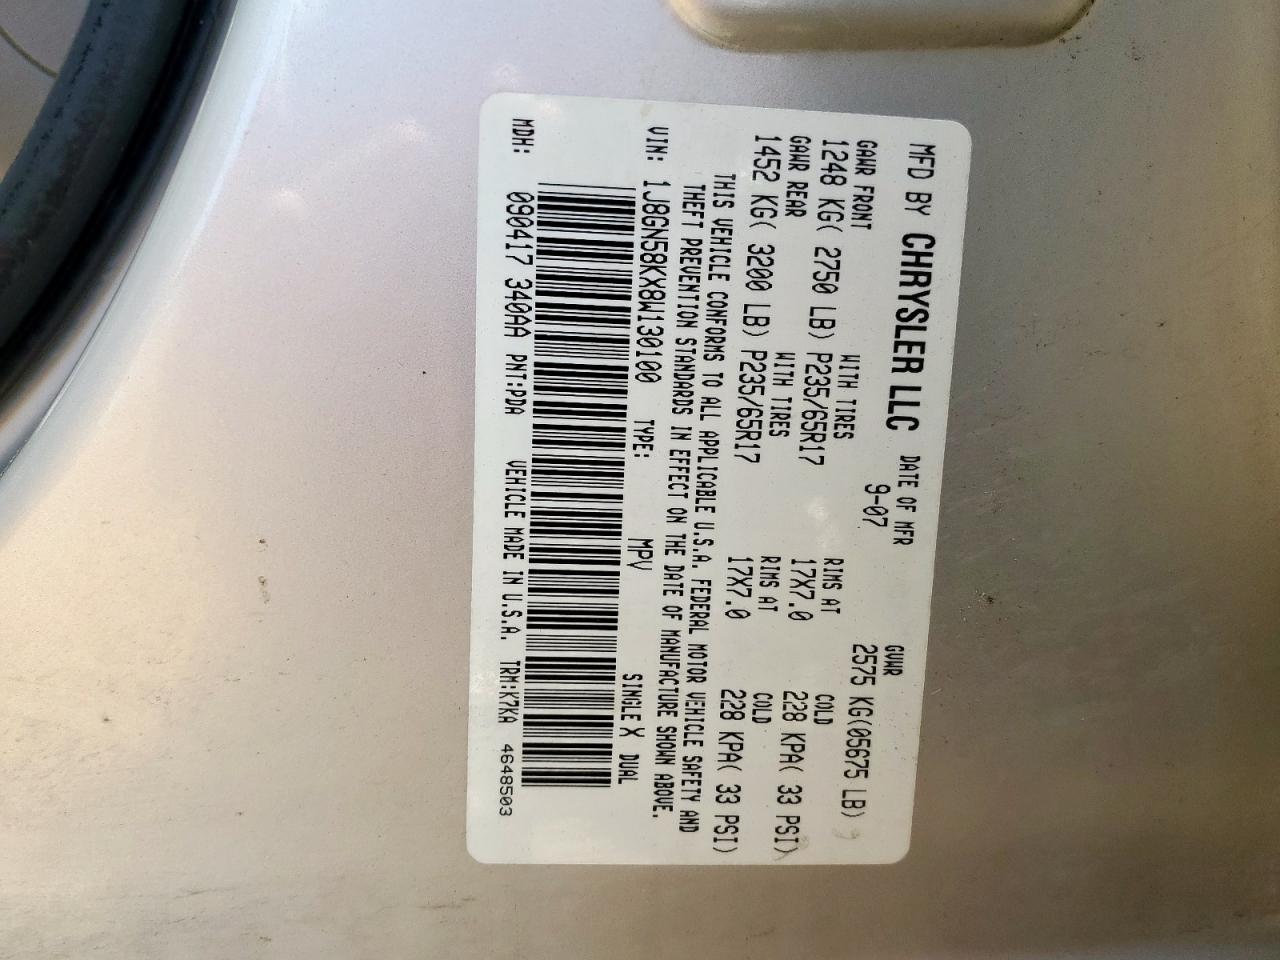 MFD BY CHRYSLER LLC DATE OF MFR GVWR
9-07 2575 KG(05675 LB)
GAWR FRONT WITH TIRES RIMS AT COLD
1248 KG( 2750 LB) P235/65R17 17X7.0 228 KPA( 33 PSI)
GAWR REAR WITH TIRES RIMS AT COLD
1452 KG( 3200 LB) P235/65R17 17X7.0 228 KPA( 33 PSI)
THIS VEHICLE CONFORMS TO ALL APPLICABLE U.S.A. FEDERAL MOTOR VEHICLE SAFETY AND
THEFT PREVENTION STANDARDS IN EFFECT ON THE DATE OF MANUFACTURE SHOWN ABOVE.
VIN: 1J8GN58KX8W130100 TYPE: MPV SINGLE X DUAL
MDH: 090417 340AA PNT:PDA VEHICLE MADE IN U.S.A. TRM:K7KA 4648503